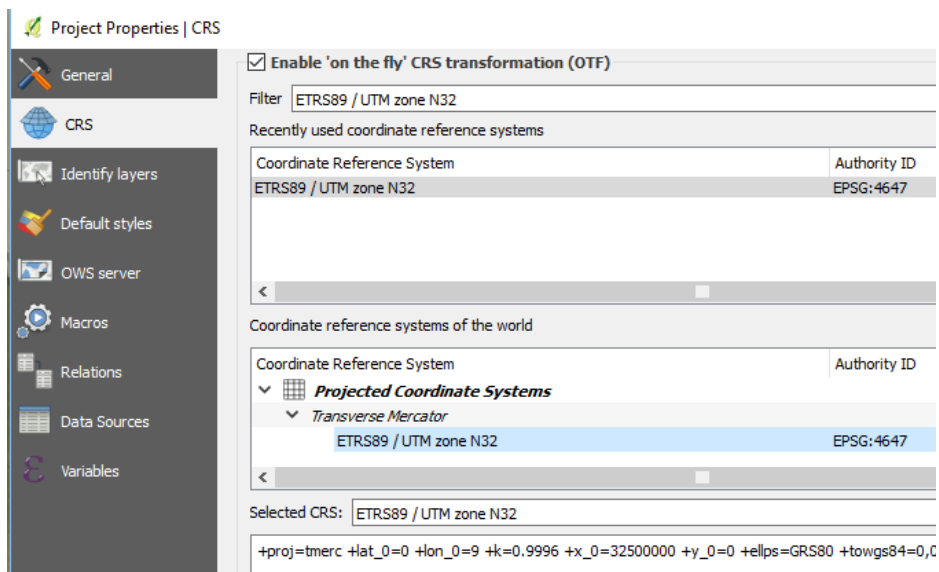 Project Properties | CRS
General
CRS
Identify layers
Default styles
OWS server
Macros
Relations
Data Sources
Variables
Enable 'on the fly' CRS transformation (OTF)
Filter ETRS89 / UTM zone N32
Recently used coordinate reference systems
Coordinate Reference System Authority ID
ETRS89 / UTM zone N32 EPSG:4647
Coordinate reference systems of the world
Coordinate Reference System Authority ID
Projected Coordinate Systems
Transverse Mercator
ETRS89 / UTM zone N32 EPSG:4647
Selected CRS: ETRS89 / UTM zone N32
+proj=tmerc +lat_0=0 +lon_0=9 +k=0.9996 +x_0=32500000 +y_0=0 +ellps=GRS80 +towgs84=0,0